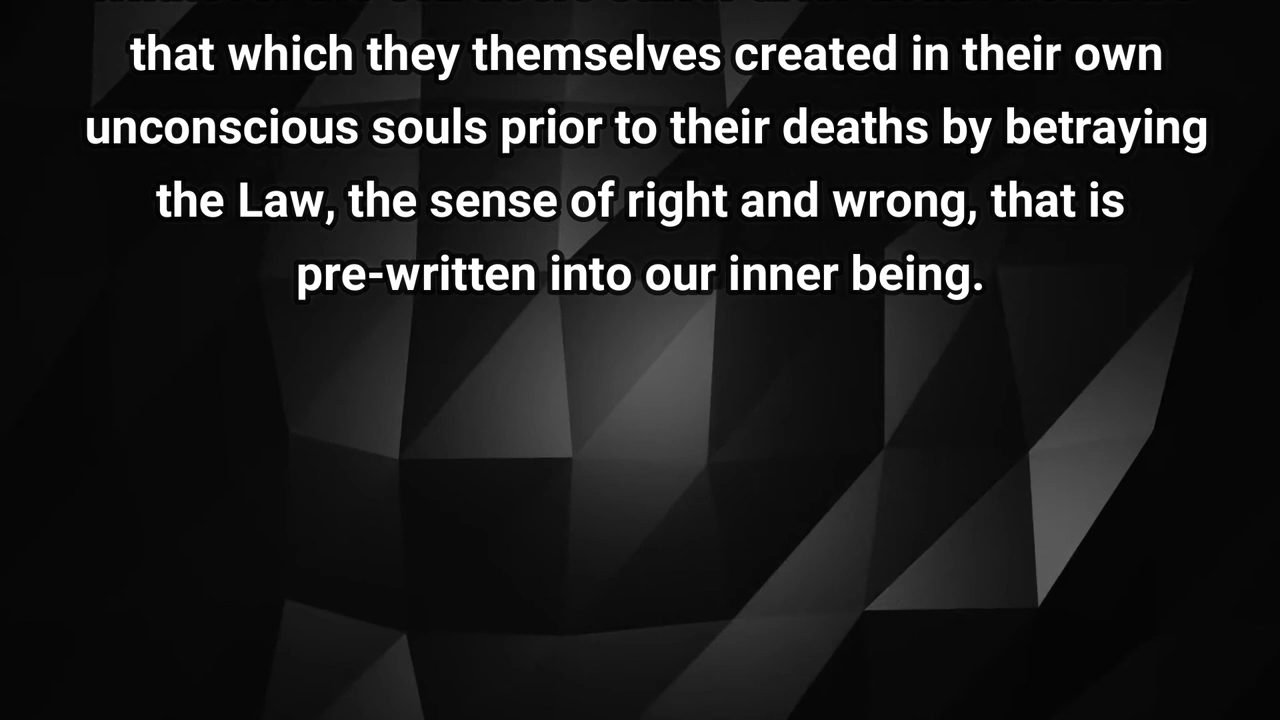 that which they themselves created in their own
unconscious souls prior to their deaths by betraying
the Law, the sense of right and wrong, that is
pre-written into our inner being.